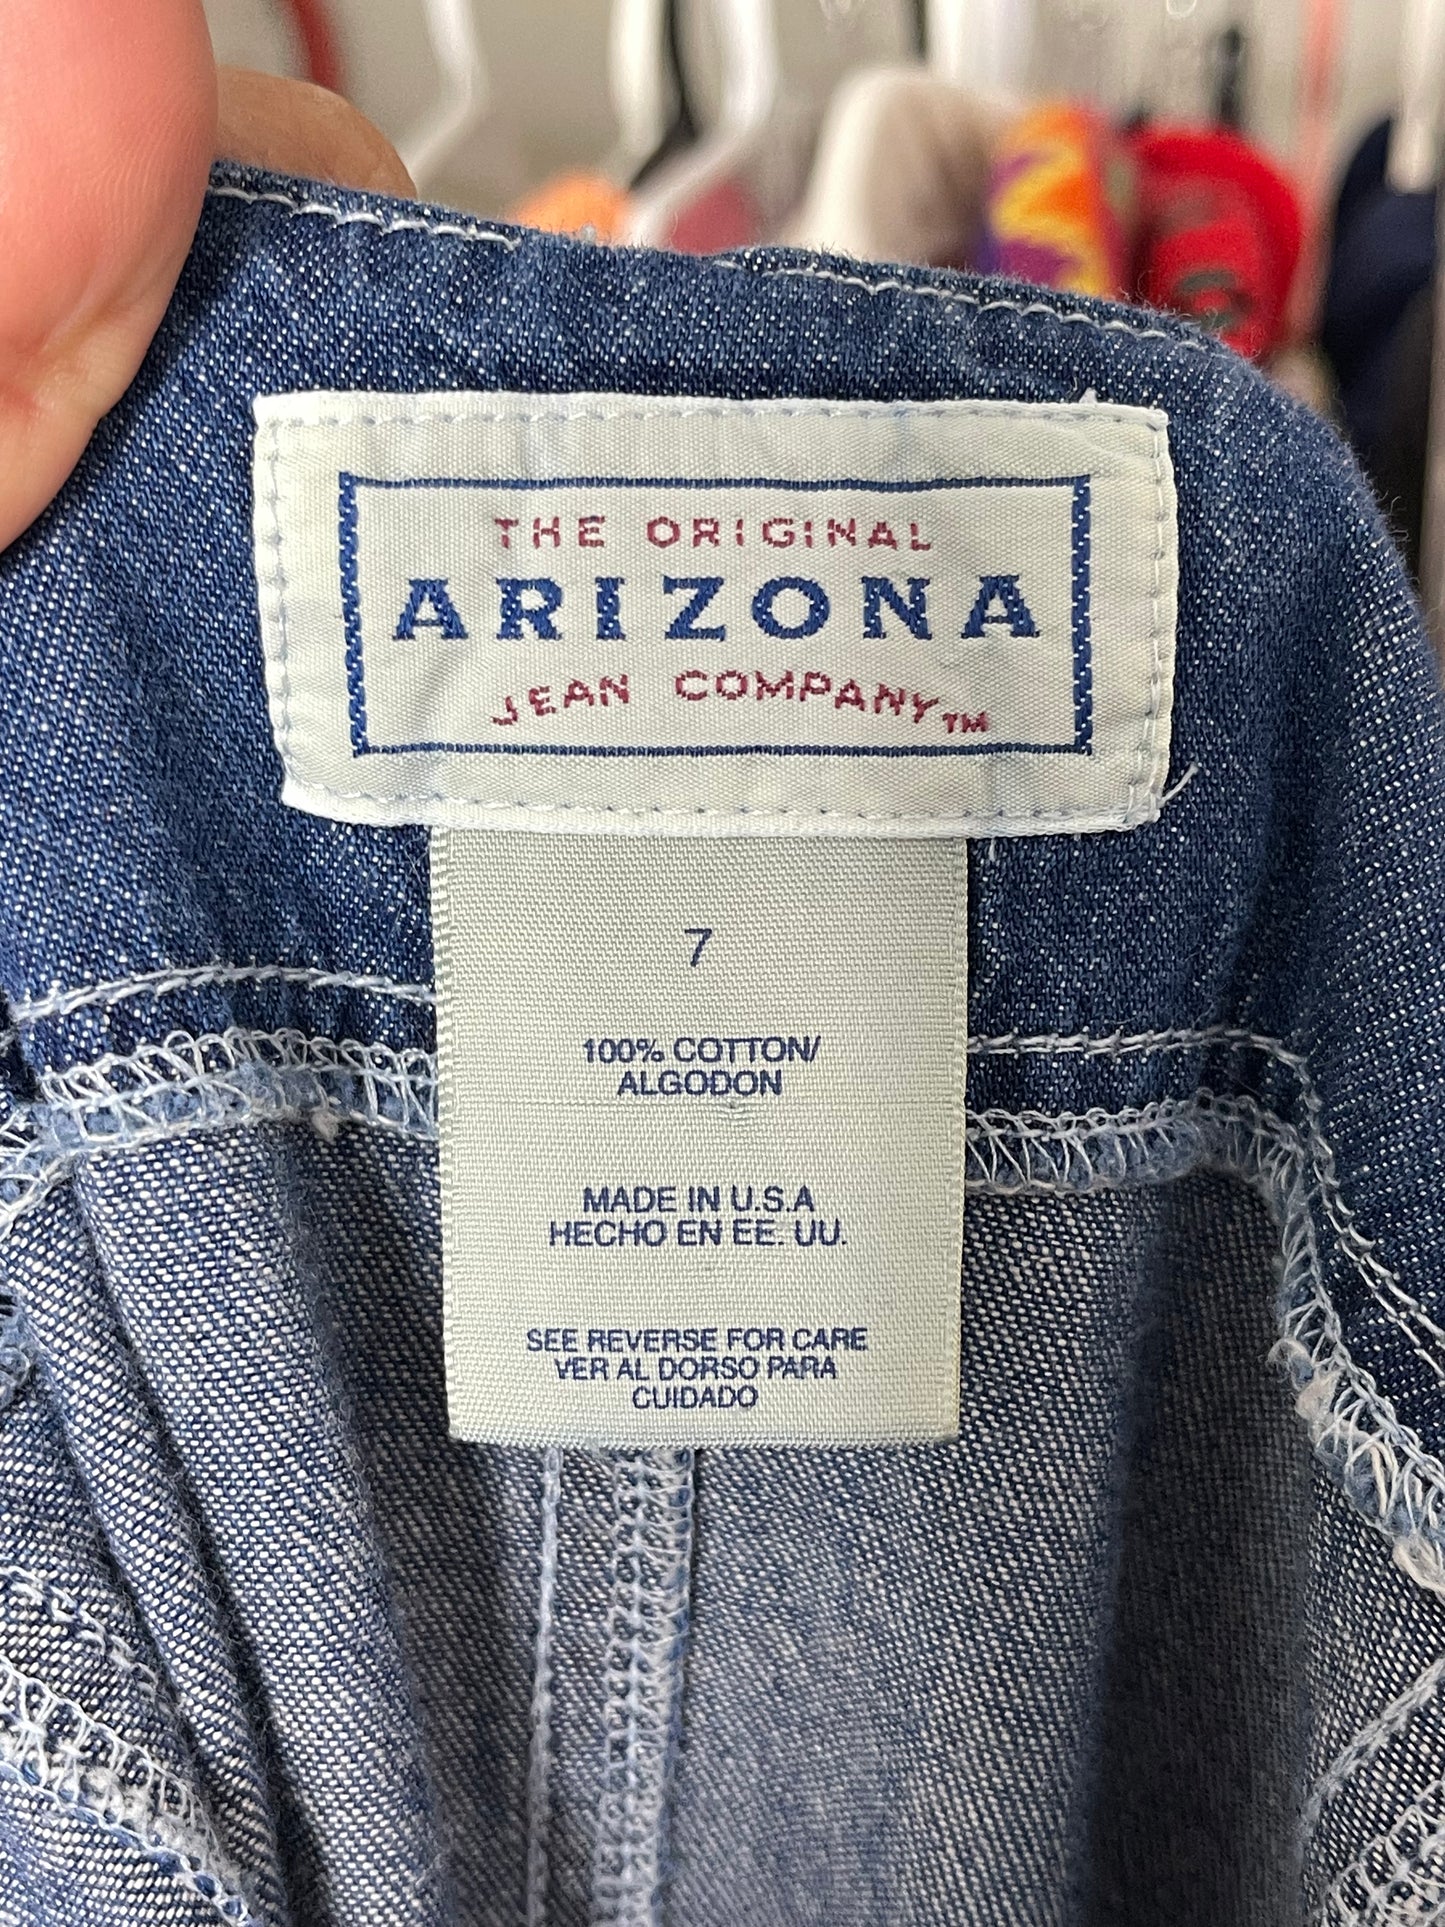 THE ORIGINAL
ARIZONA
JEAN COMPANY™
7
100% COTTON/
ALGODON
MADE IN U.S.A
HECHO EN EE. UU.
SEE REVERSE FOR CARE
VER AL DORSO PARA
CUIDADO